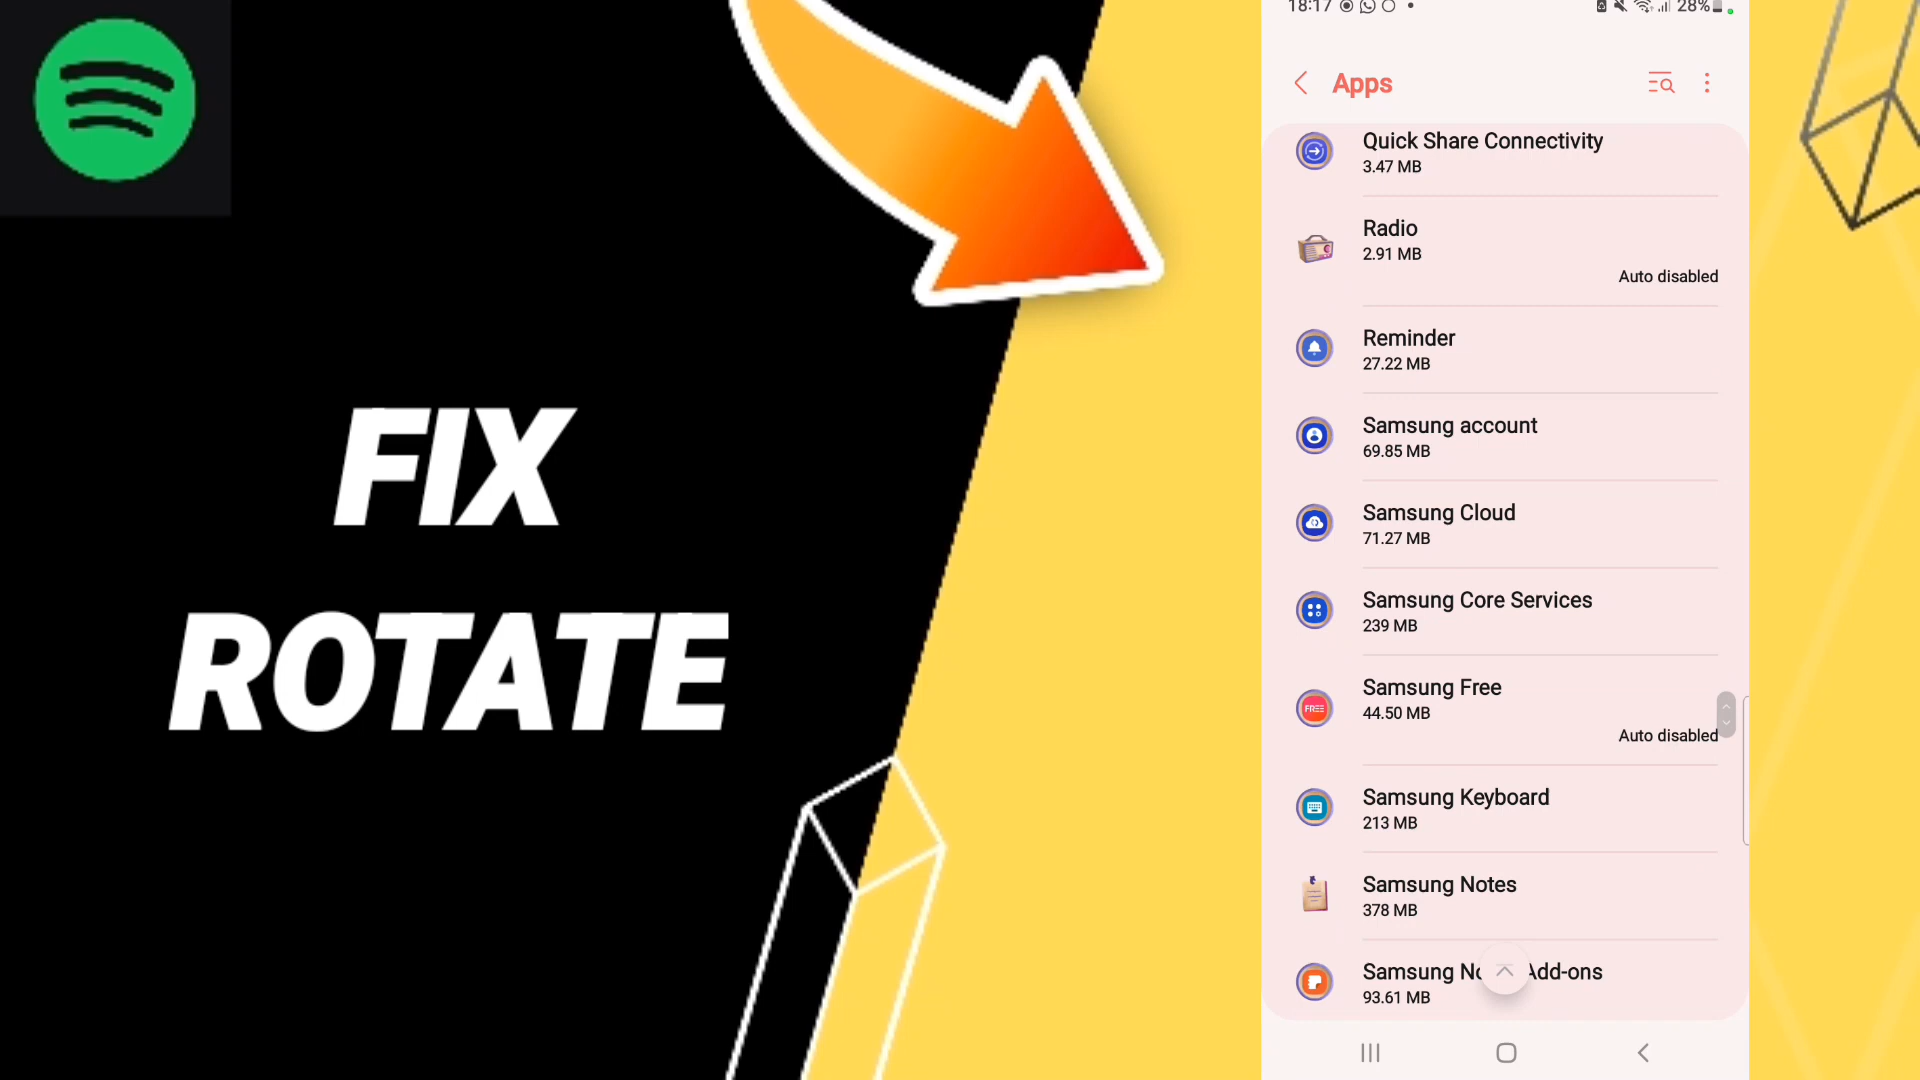 FIX
ROTATE
18:17
28%
Apps
Quick Share Connectivity
3.47 MB
Radio
2.91 MB
Auto disabled
Reminder
27.22 MB
Samsung account
69.85 MB
Samsung Cloud
71.27 MB
Samsung Core Services
239 MB
FREE
Samsung Free
44.50 MB
Auto disabled
Samsung Keyboard
213 MB
Samsung Notes
378 MB
Samsung Add-ons
93.61 MB